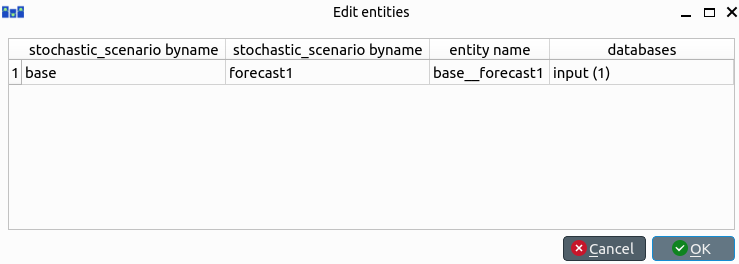 Edit entities
stochastic_scenario byname stochastic_scenario byname entity name databases
1 base forecast1 base__forecast1 input (1)
Cancel OK